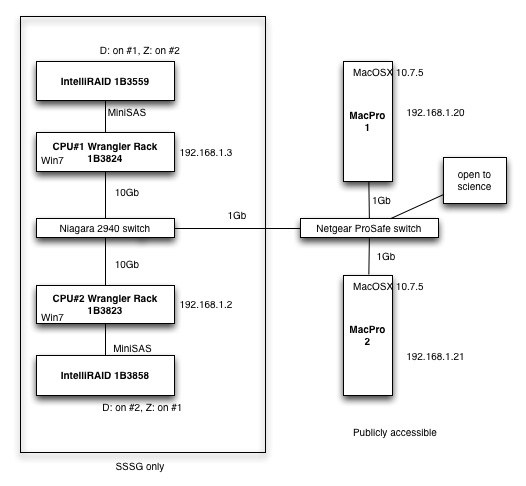 D: on #1, Z: on #2
IntelliRAID 1B3559
MiniSAS
CPU#1 Wrangler Rack
1B3824
Win7
192.168.1.3
10Gb
Niagara 2940 switch
1Gb
10Gb
CPU#2 Wrangler Rack
1B3823
Win7
192.168.1.2
MiniSAS
IntelliRAID 1B3858
D: on #2, Z: on #1
SSSG only
MacOSX 10.7.5
MacPro
1
192.168.1.20
1Gb
open to
science
Netgear ProSafe switch
1Gb
MacOSX 10.7.5
MacPro
2
192.168.1.21
Publicly accessible